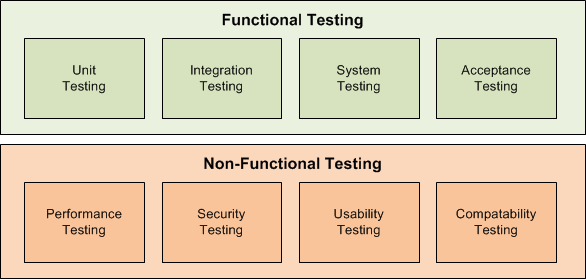 Functional Testing
Unit
Testing
Integration
Testing
System
Testing
Acceptance
Testing
Non-Functional Testing
Performance
Testing
Security
Testing
Usability
Testing
Compatability
Testing